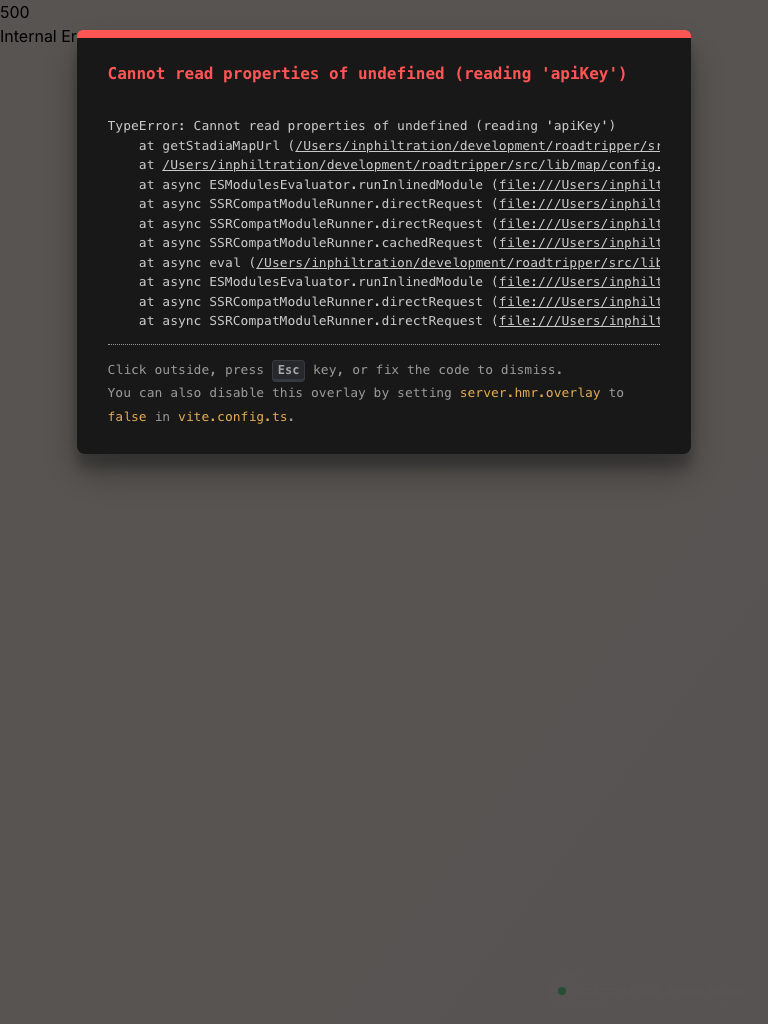 500
Internal Er
Cannot read properties of undefined (reading 'apiKey')
TypeError: Cannot read properties of undefined (reading 'apiKey')
at getStadiaMapUrl (/Users/inphiltration/development/roadtripper/sr
at /Users/inphiltration/development/roadtripper/src/lib/map/config.
at async ESModulesEvaluator.runInlinedModule (file:///Users/inphilt
at async SSRCompatModuleRunner.directRequest (file:///Users/inphilt
at async SSRCompatModuleRunner.directRequest (file:///Users/inphilt
at async SSRCompatModuleRunner.cachedRequest (file:///Users/inphilt
at async eval (/Users/inphiltration/development/roadtripper/src/lib
at async ESModulesEvaluator.runInlinedModule (file:///Users/inphilt
at async SSRCompatModuleRunner.directRequest (file:///Users/inphilt
at async SSRCompatModuleRunner.directRequest (file:///Users/inphilt
Click outside, press Esc key, or fix the code to dismiss.
You can also disable this overlay by setting server.hmr.overlay to
false in vite.config.ts.